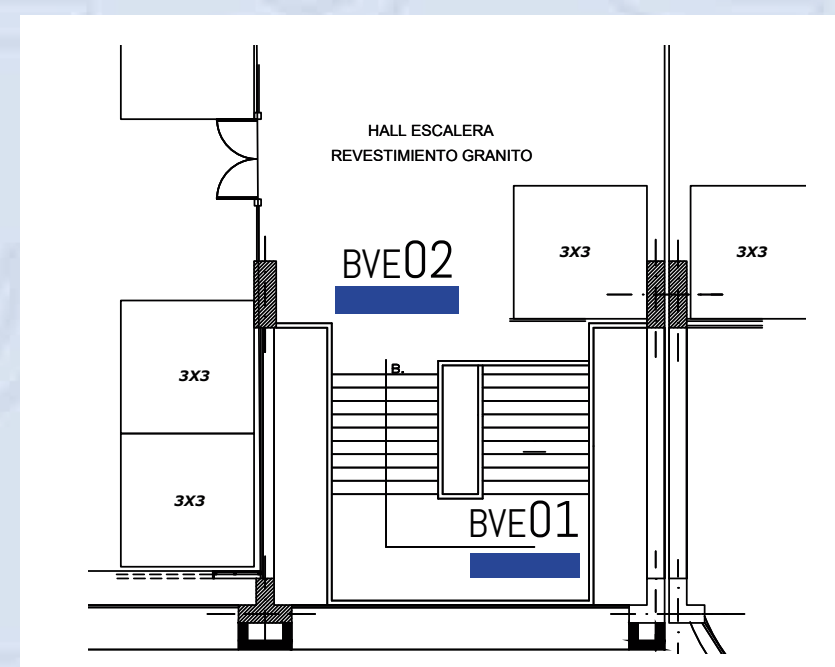 HALL ESCALERA
REVESTIMIENTO GRANITO
BVE02
3X3
3X3
B.
3X3
3X3
BVE01